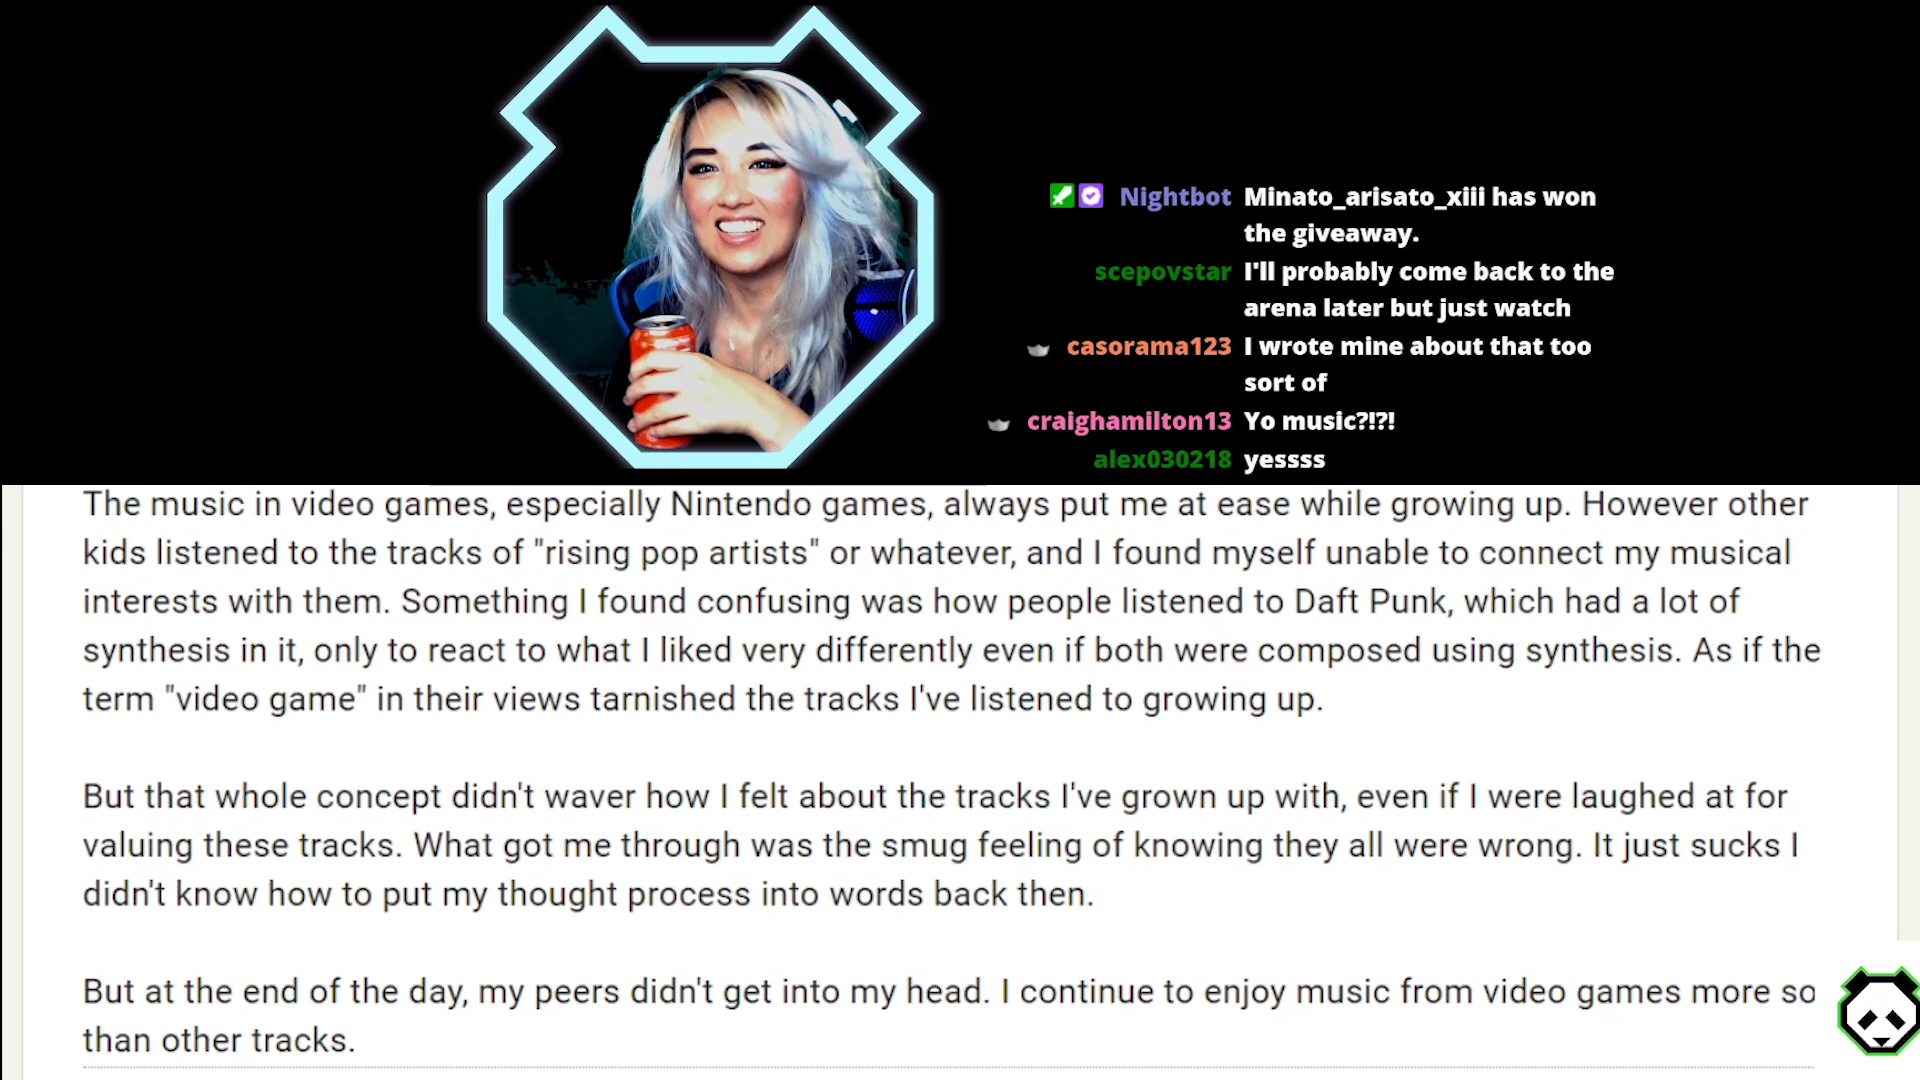 Nightbot Minato_arisato_xiii has won
the giveaway.
scepovstar I'll probably come back to the
arena later but just watch
casorama123 I wrote mine about that too
sort of
craighamilton13 Yo music?!?!
alex030218 yessss
The music in video games, especially Nintendo games, always put me at ease while growing up. However other
kids listened to the tracks of "rising pop artists" or whatever, and I found myself unable to connect my musical
interests with them. Something I found confusing was how people listened to Daft Punk, which had a lot of
synthesis in it, only to react to what I liked very differently even if both were composed using synthesis. As if the
term "video game" in their views tarnished the tracks I've listened to growing up.
But that whole concept didn't waver how I felt about the tracks I've grown up with, even if I were laughed at for
valuing these tracks. What got me through was the smug feeling of knowing they all were wrong. It just sucks I
didn't know how to put my thought process into words back then.
But at the end of the day, my peers didn't get into my head. I continue to enjoy music from video games more so
than other tracks.